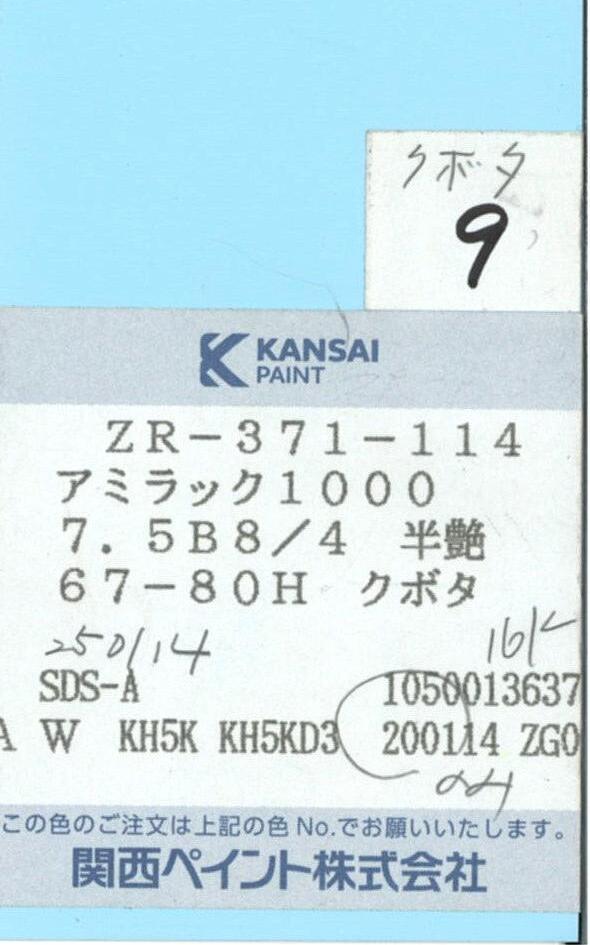 クボタ
9
KANSAI
PAINT
ZR-371-114
アミラック1000
7.5B8/4 半艶
67-80H クボタ
250114
SDS-A 1050013637
A W KH5K KH5KD3 200114 ZG0
この色のご注文は上記の色No.でお願いいたします。
関西ペイント株式会社